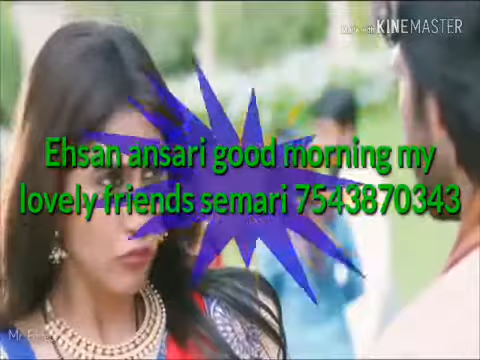 Made with KINEMASTER
Ehsan ansari good morning my
lovely friends semari 7543870343